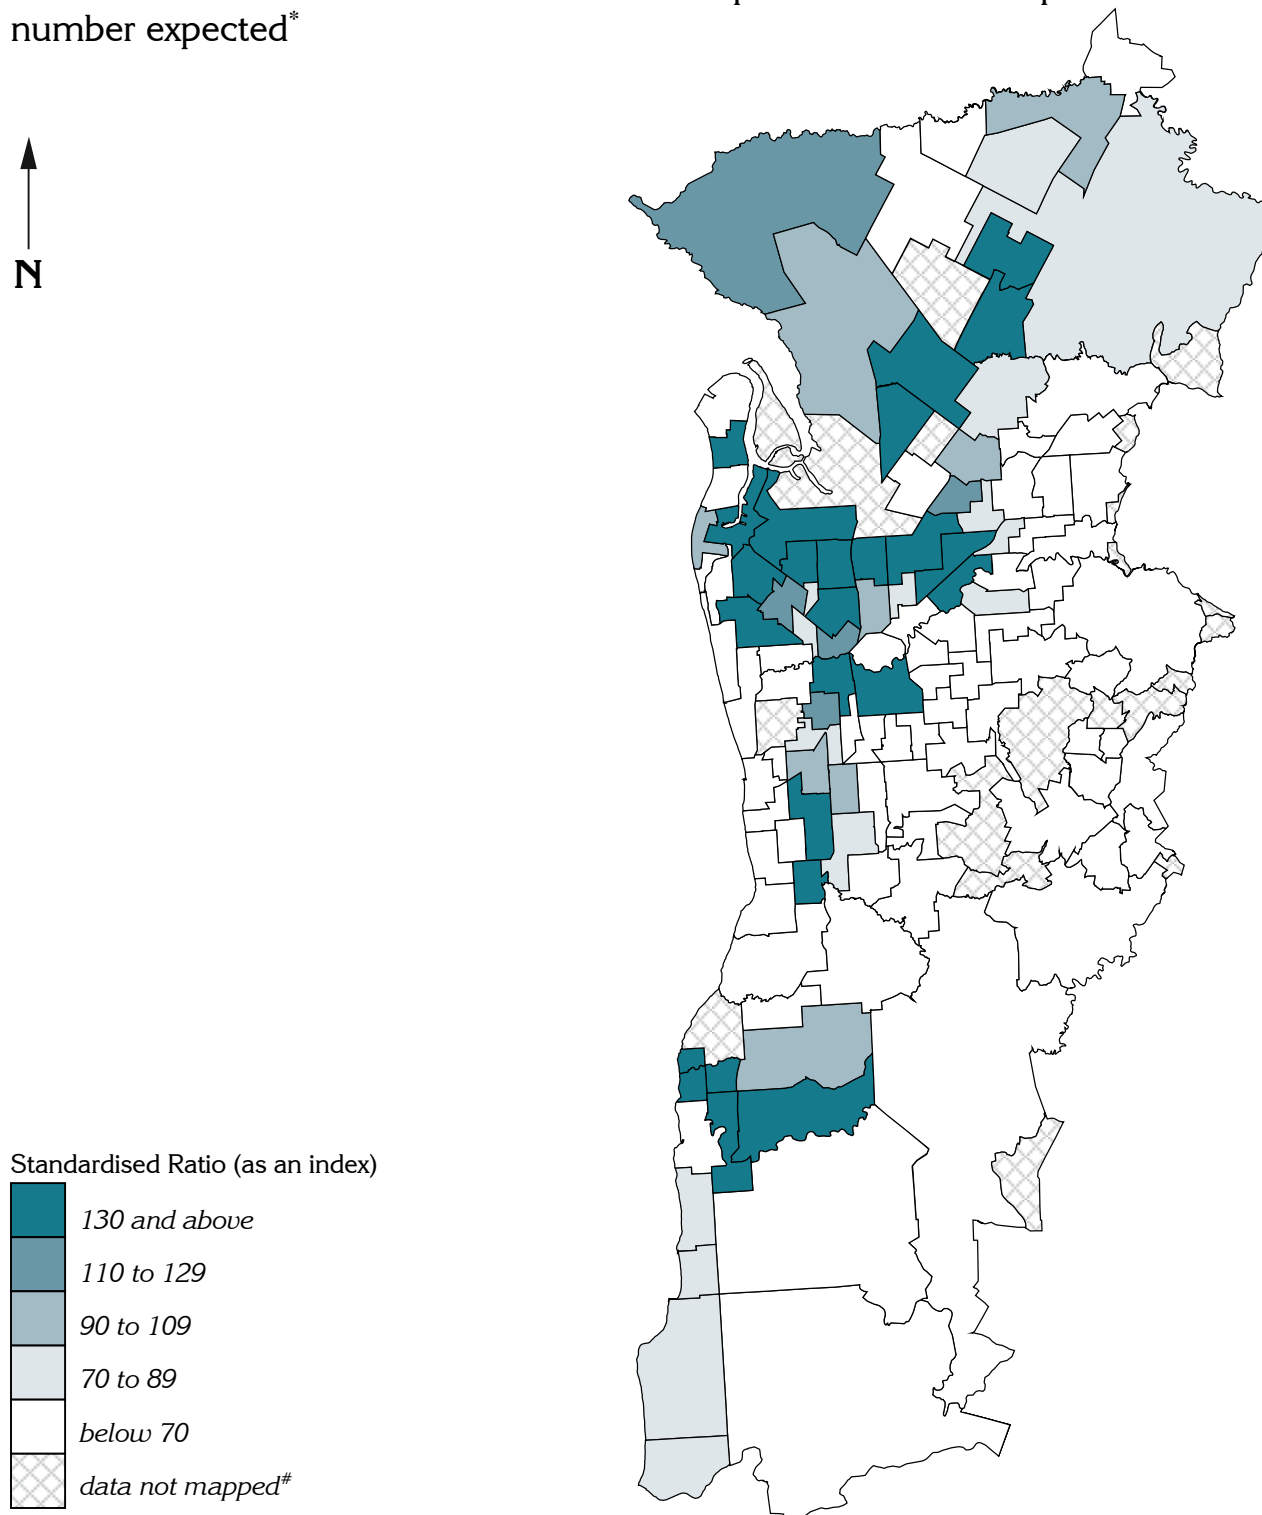 number expected*
N
Standardised Ratio (as an index)
130 and above
110 to 129
90 to 109
70 to 89
below 70
data not mapped#